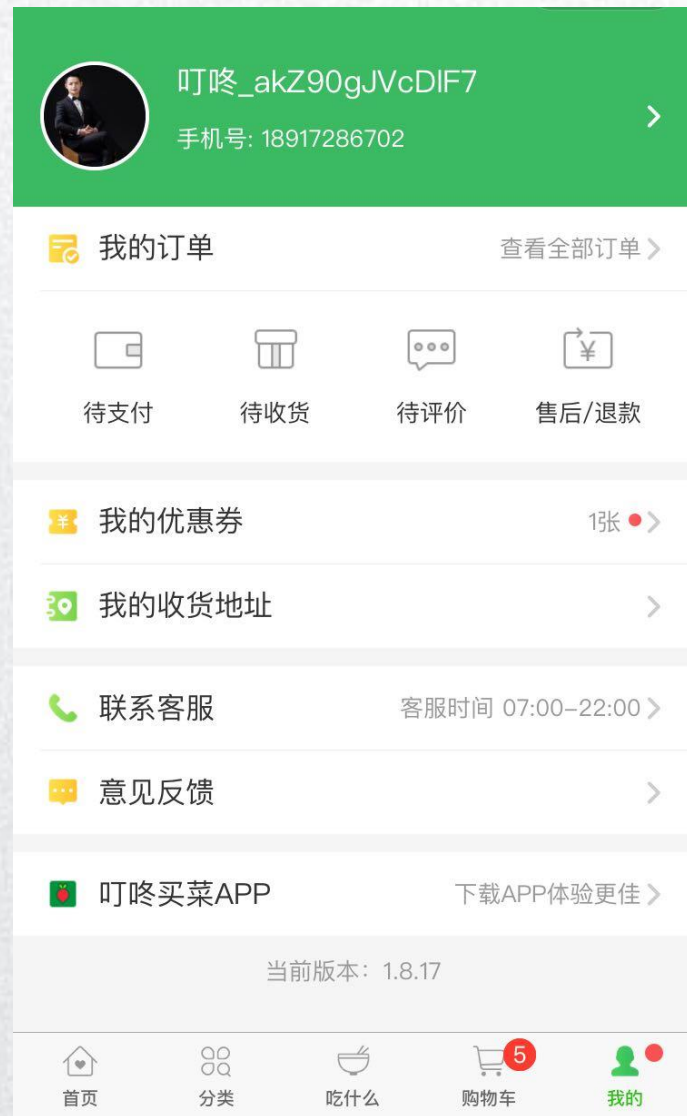 叮咚_akZ90gJVcDlF7
手机号: 18917286702
我的订单 查看全部订单
待支付 待收货 待评价 售后/退款
我的优惠券 1张
我的收货地址
联系客服 客服时间 07:00–22:00
意见反馈
叮咚买菜APP 下载APP体验更佳
当前版本: 1.8.17
5
首页 分类 吃什么 购物车 我的